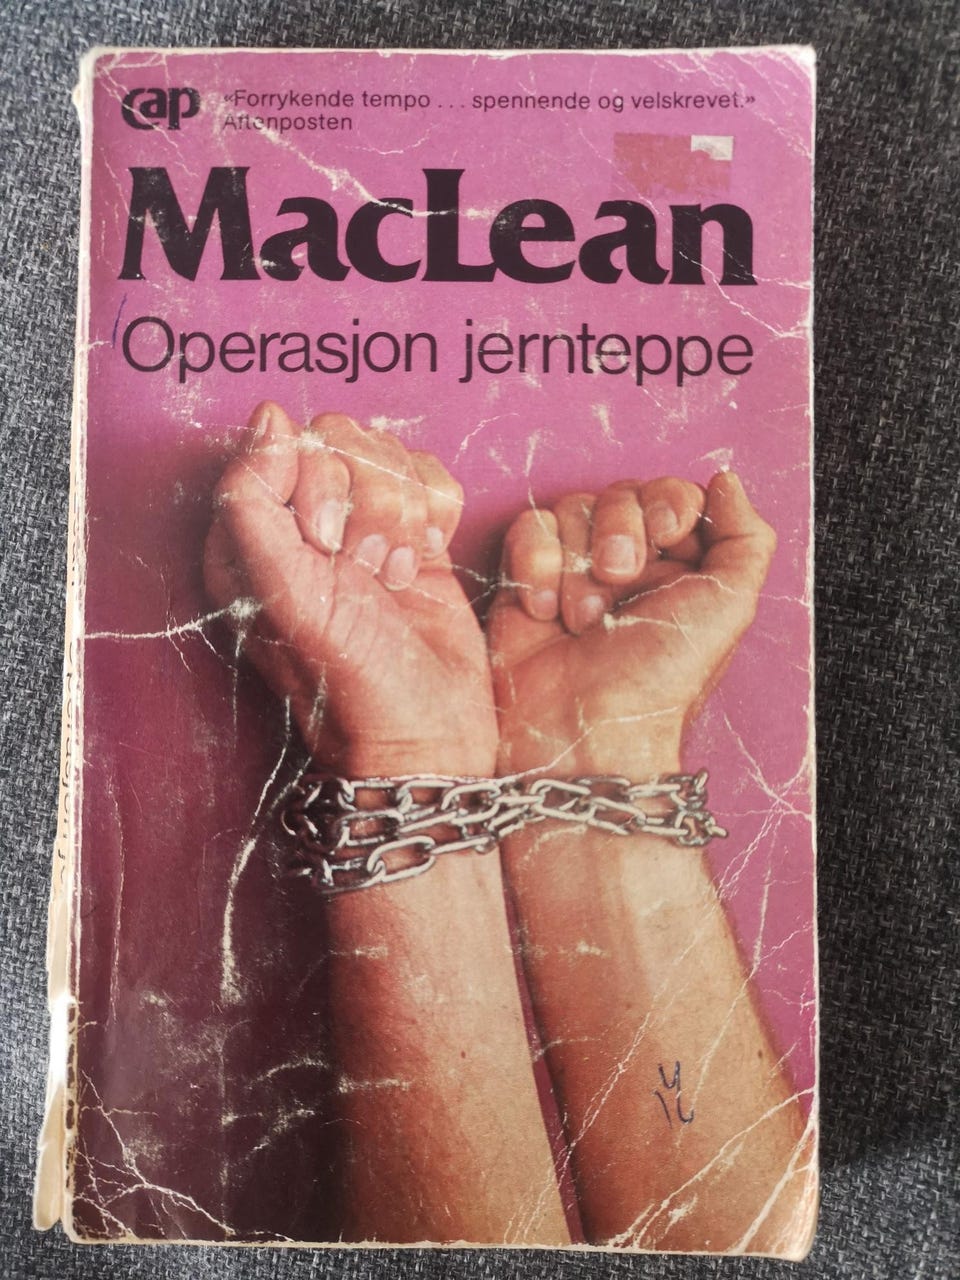 cap
«Forrykende tempo ... spennende og velskrevet.»
Aftenposten
MacLean
Operasjon jernteppe